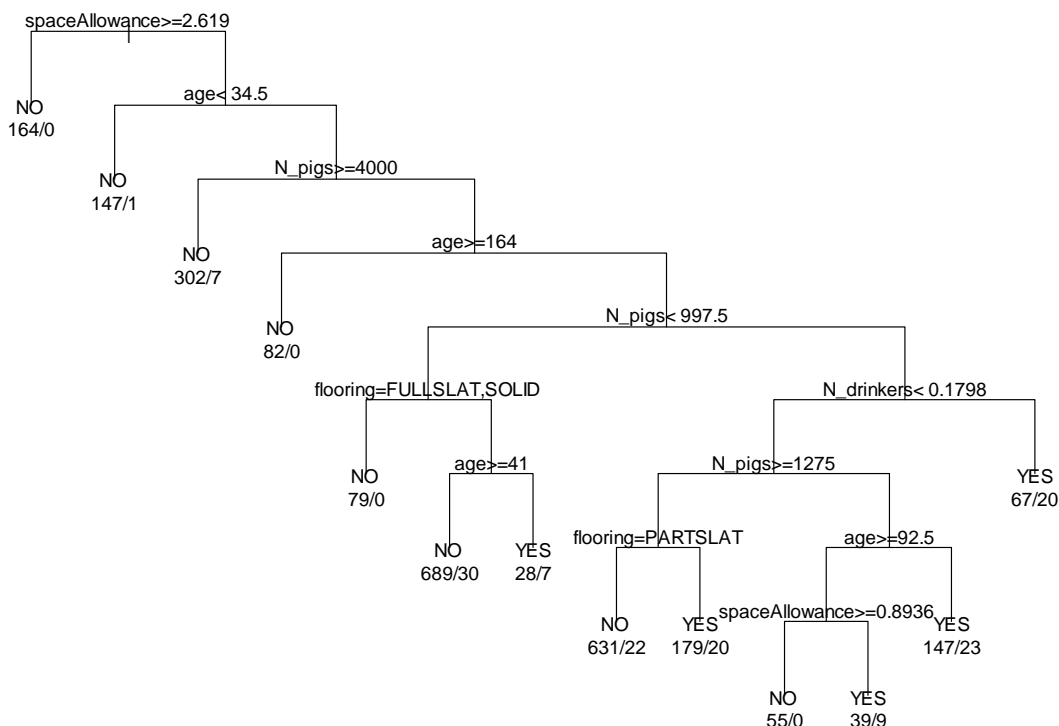 spaceAllowance>=2.619
NO
164/0
age< 34.5
NO
147/1
N_pigs>=4000
NO
302/7
age>=164
NO
82/0
N_pigs< 997.5
flooring=FULLSLAT,SOLID
N_drinkers< 0.1798
NO
79/0
age>=41
N_pigs>=1275
YES
67/20
NO
689/30
YES
28/7
flooring=PARTSLAT
age>=92.5
NO
631/22
YES
179/20
spaceAllowance>=0.8936
YES
147/23
NO
55/0
YES
39/9